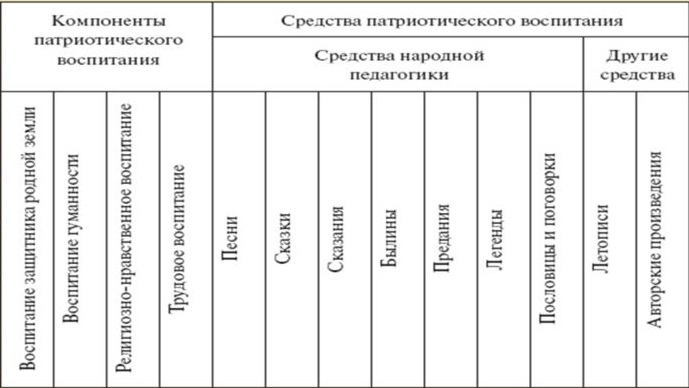 Компоненты
патриотического
воспитания
Средства патриотического воспитания
Средства народной
педагогики
Другие
средства
Воспитание защитника родной земли
Воспитание гуманности
Религиозно-нравственное воспитание
Трудовое воспитание
Песни
Сказки
Сказания
Былины
Предания
Легенды
Пословицы и поговорки
Летописи
Авторские произведения